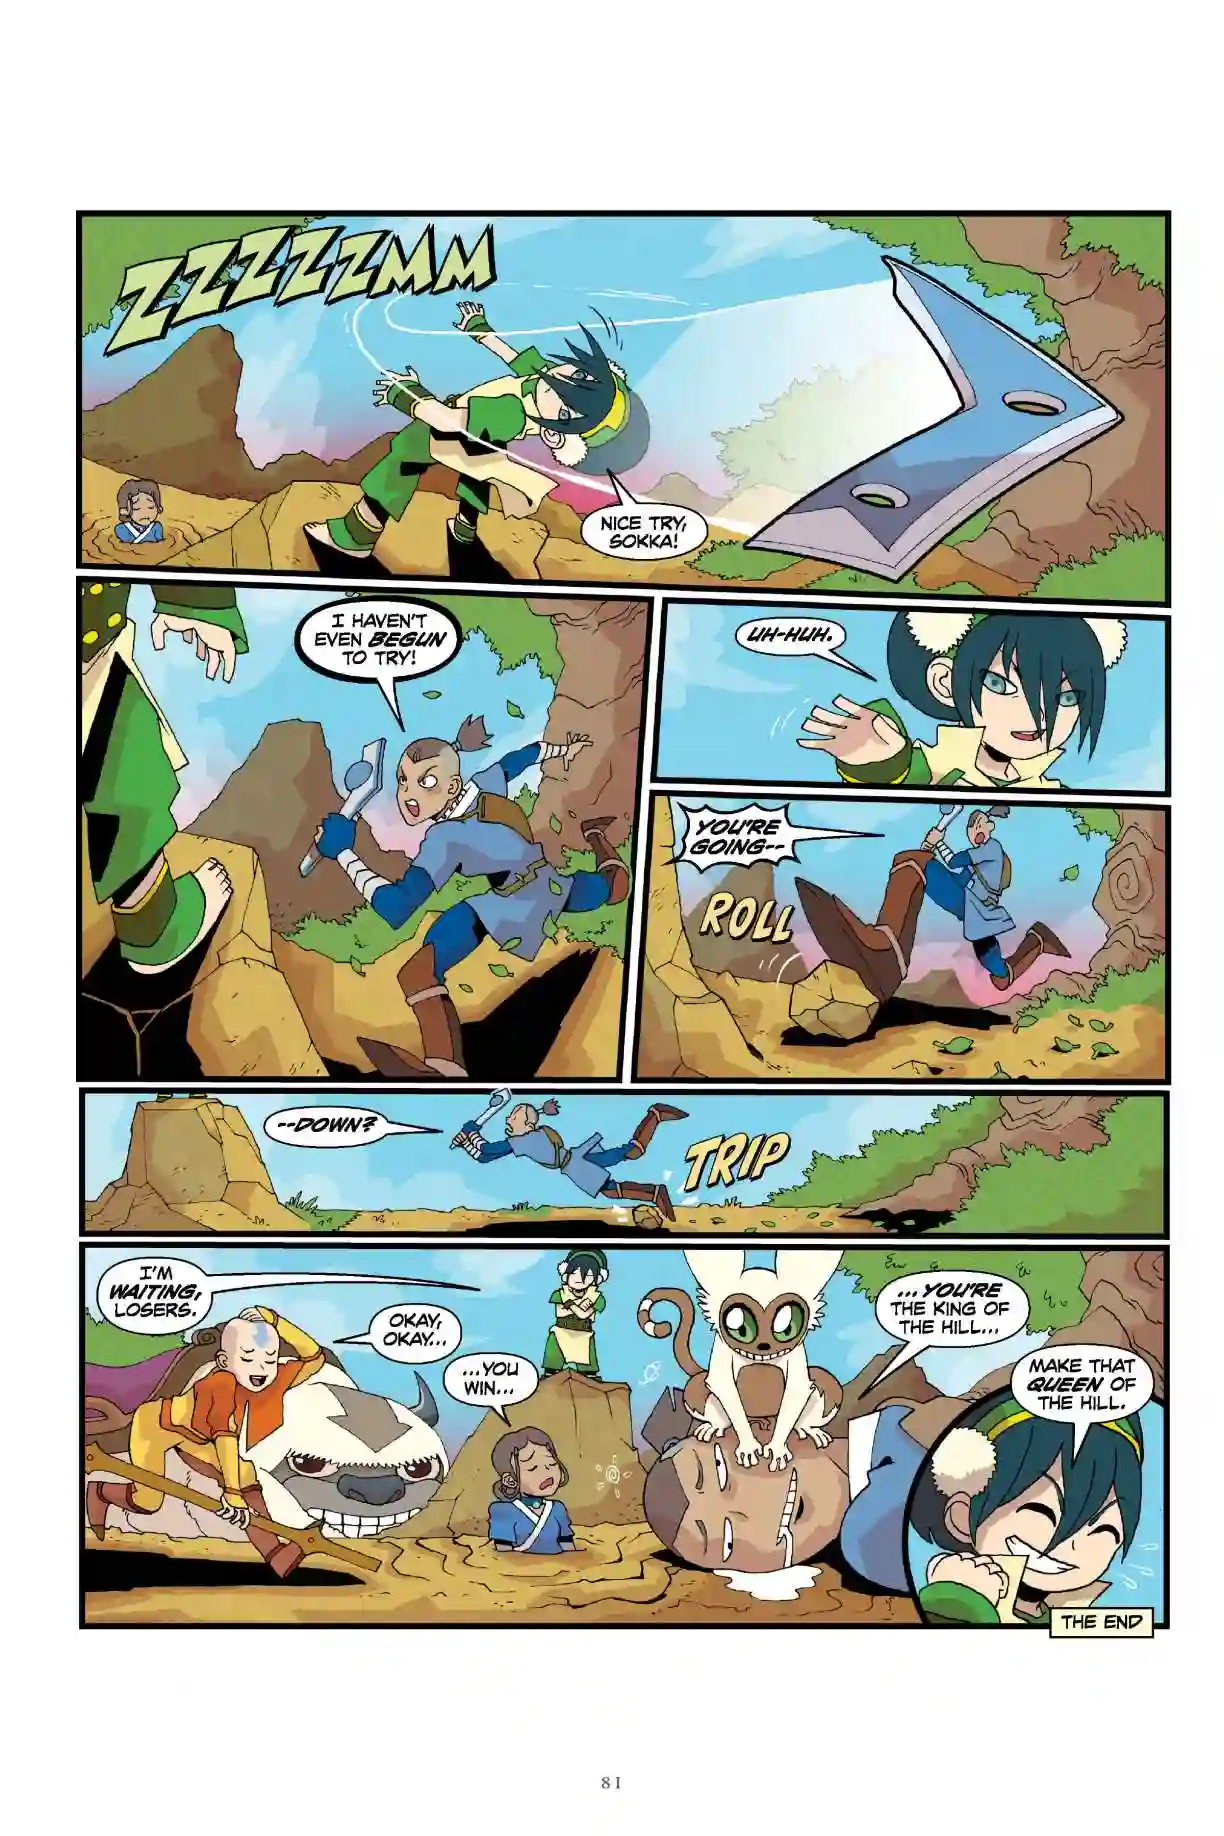 ZZZZZMM
NICE TRY,
SOKKA!
I HAVEN'T
EVEN BEGUN
TO TRY!
UH-HUH.
YOU'RE
GOING--
ROLL
--DOWN?
TRIP
I'M
WAITING,
LOSERS.
OKAY,
OKAY...
...YOU
WIN...
...YOU'RE
THE KING OF
THE HILL...
MAKE THAT
QUEEN OF
THE HILL.
THE END
81